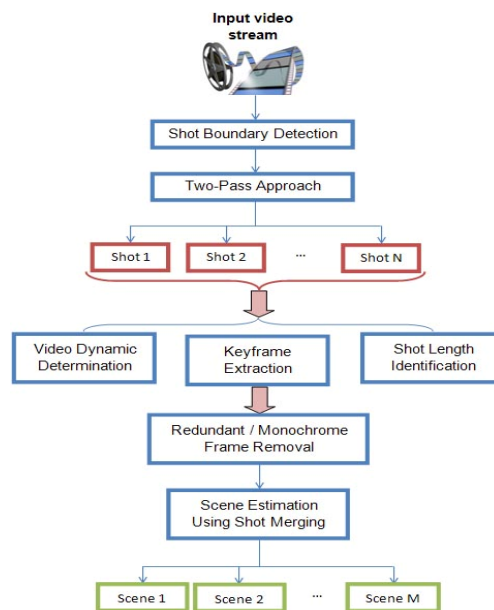 Input video
stream
Shot Boundary Detection
Two-Pass Approach
Shot 1
Shot 2
...
Shot N
Video Dynamic
Determination
Keyframe
Extraction
Shot Length
Identification
Redundant / Monochrome
Frame Removal
Scene Estimation
Using Shot Merging
Scene 1
Scene 2
...
Scene M